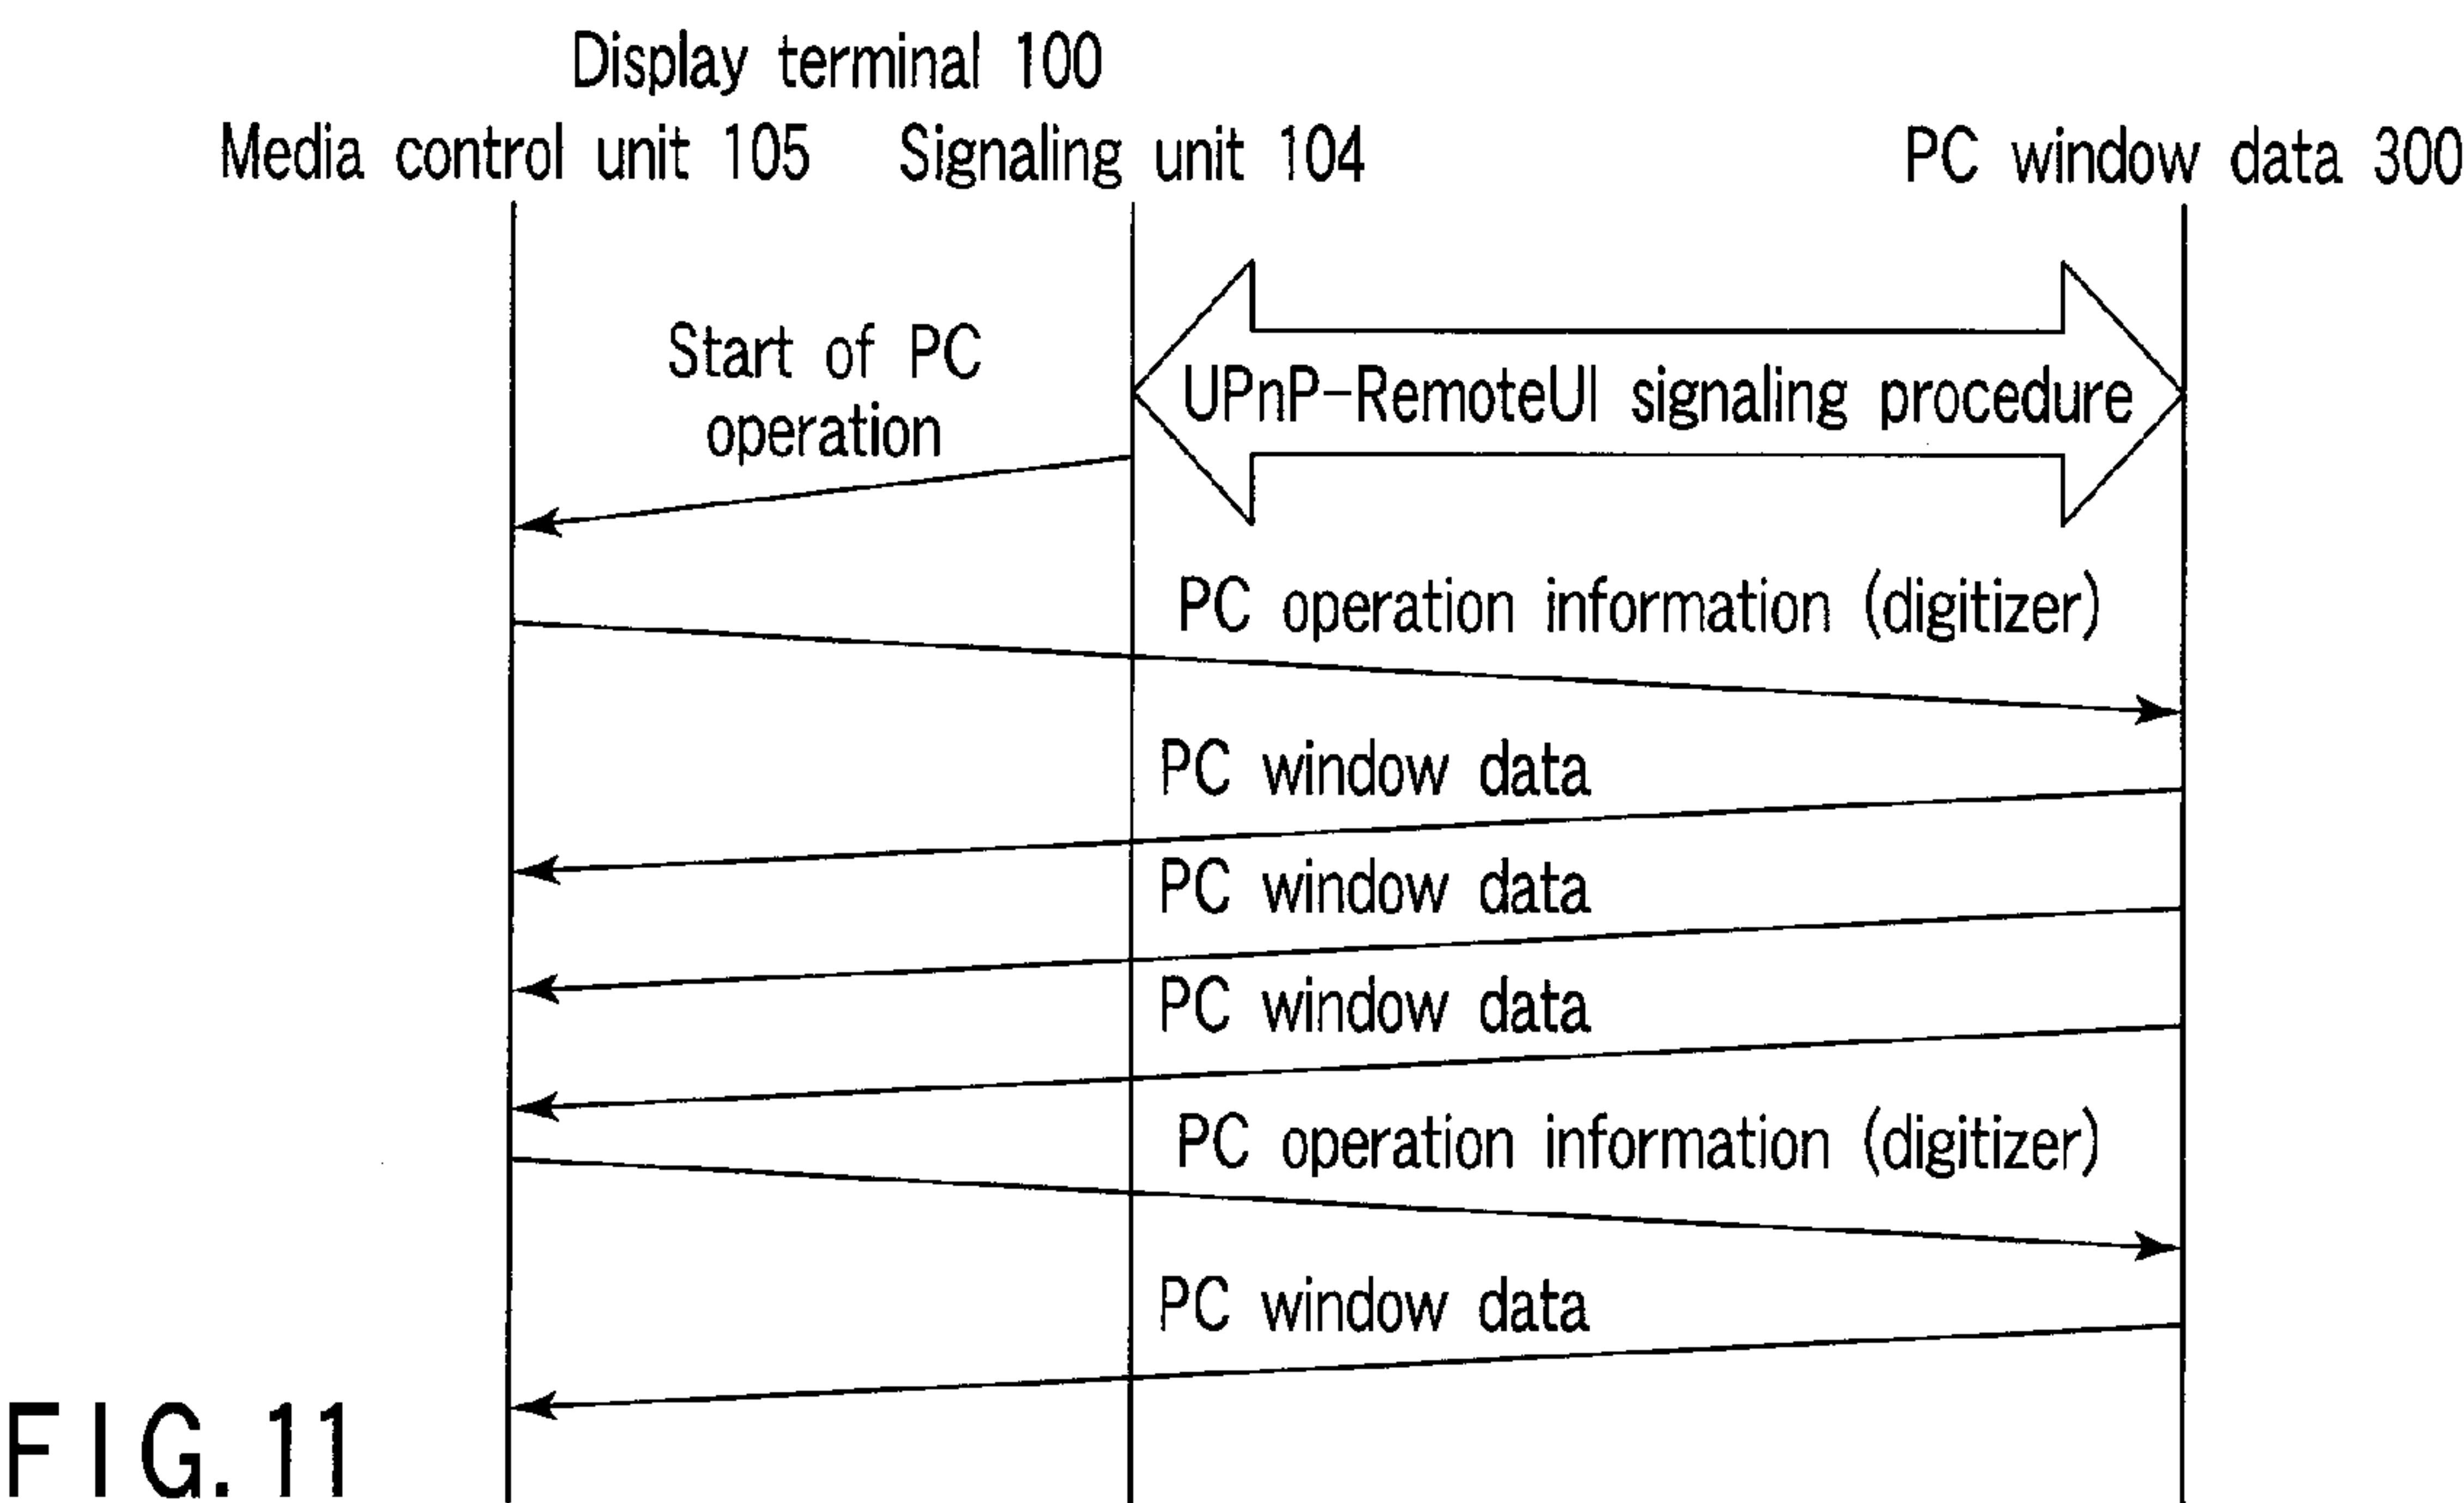 Display terminal 100
Media control unit 105 Signaling unit 104 PC window data 300
Start of PC
operation
UPnP-RemoteUI signaling procedure
PC operation information (digitizer)
PC window data
PC window data
PC window data
PC operation information (digitizer)
PC window data
FIG. 11